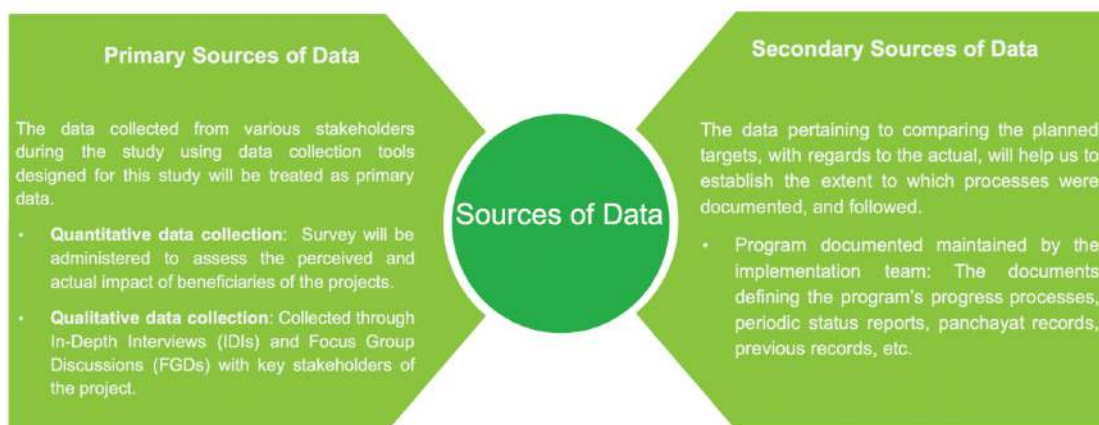 Primary Sources of Data
The data collected from various stakeholders
during the study using data collection tools
designed for this study will be treated as primary
data.
• Quantitative data collection: Survey will be
administered to assess the perceived and
actual impact of beneficiaries of the projects.
• Qualitative data collection: Collected through
In-Depth Interviews (IDIs) and Focus Group
Discussions (FGDs) with key stakeholders of
the project.
Sources of Data
Secondary Sources of Data
The data pertaining to comparing the planned
targets, with regards to the actual, will help us to
establish the extent to which processes were
documented, and followed.
• Program documented maintained by the
implementation team: The documents
defining the program's progress processes,
periodic status reports, panchayat records,
previous records, etc.